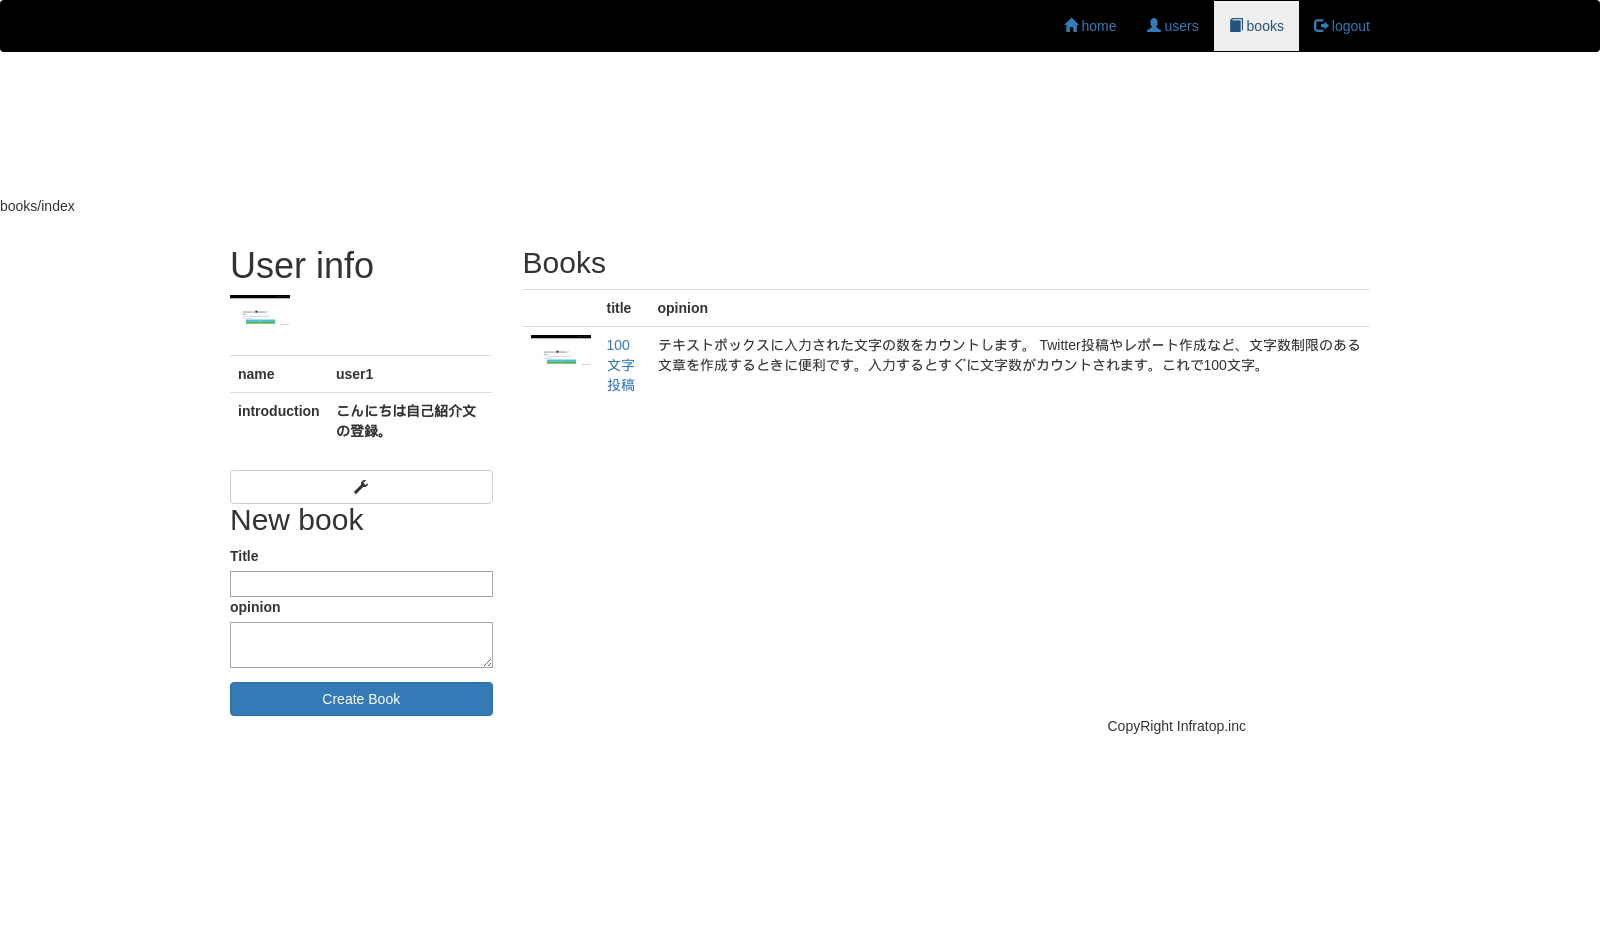 home users books logout
books/index
User info
name user1
introduction こんにちは自己紹介文
の登録。
New book
Title
opinion
Create Book
Books
title opinion
100 テキストボックスに入力された文字の数をカウントします。 Twitter投稿やレポート作成など、文字数制限のある
文字 文章を作成するときに便利です。入力するとすぐに文字数がカウントされます。これで100文字。
投稿
CopyRight Infratop.inc